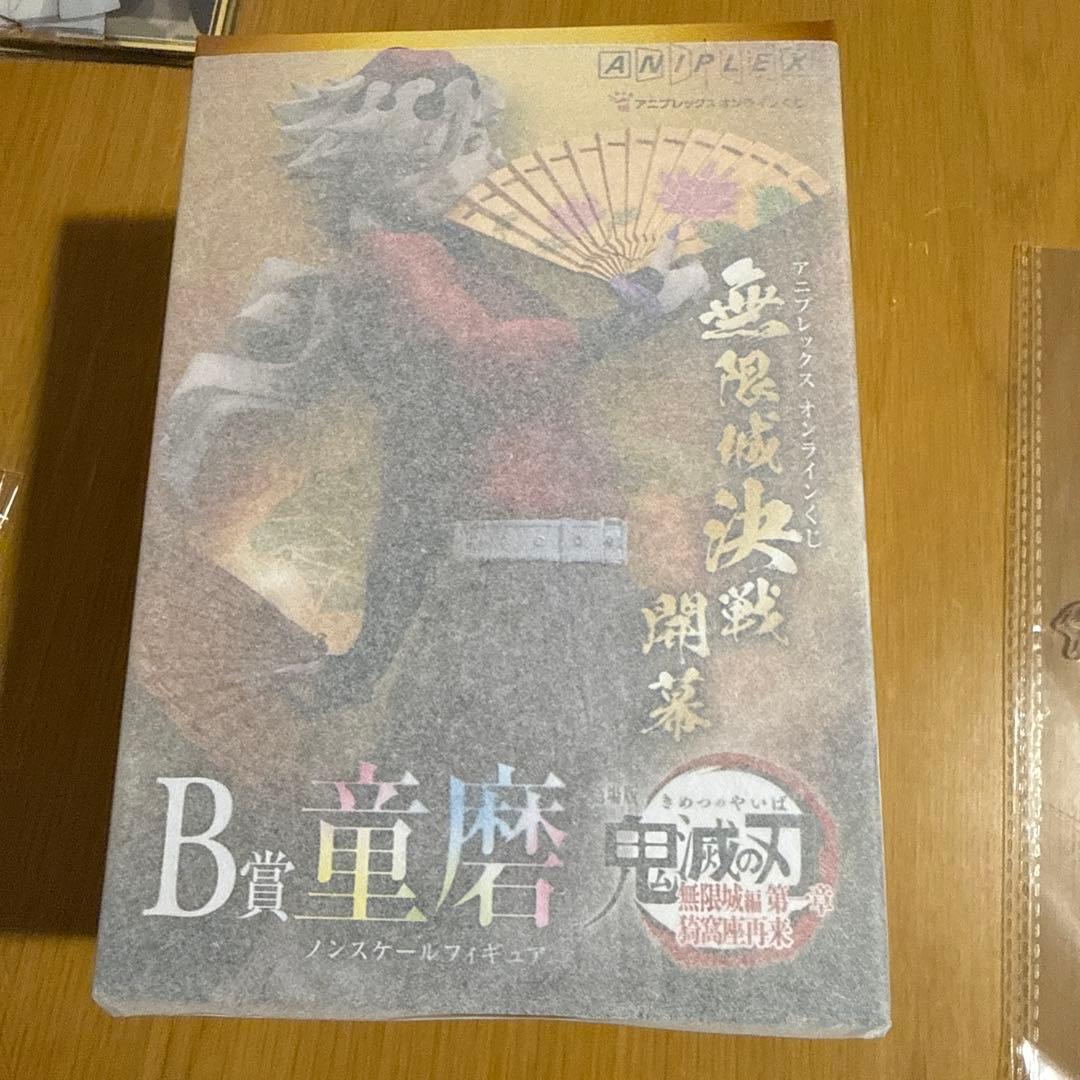 ANIPLEX
アニプレックスオンラインくじ
アニプレックス オンラインくじ
無限城決戦
開幕
B賞 童磨
ノンスケールフィギュア
劇場版
きめつのやいば
鬼滅の刃
無限城編 第一章
猗窩座再来